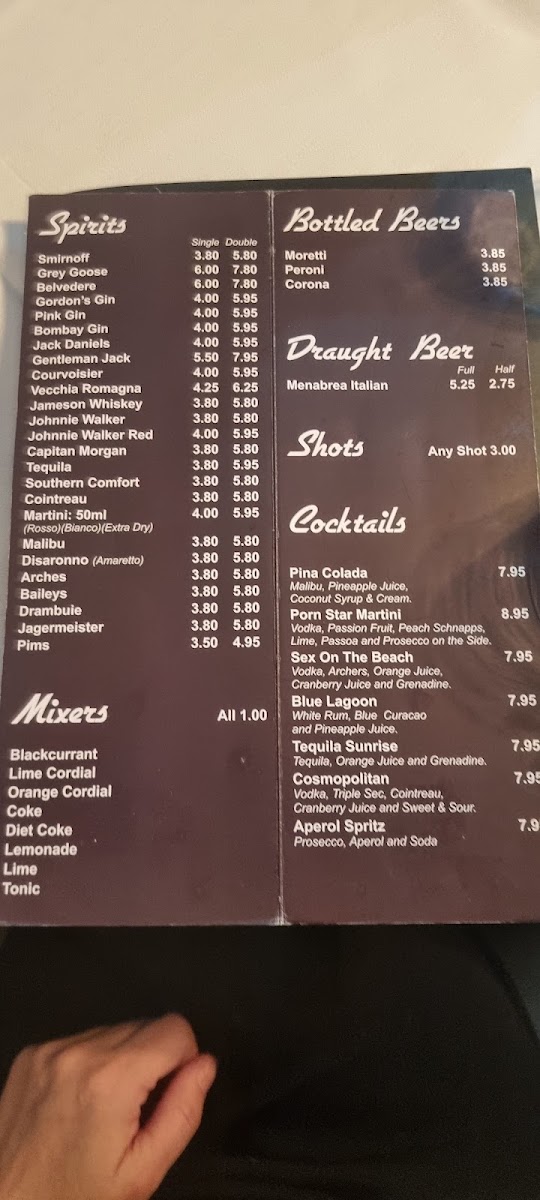 Spirits
Single Double
Smirnoff 3.80 5.80
Grey Goose 6.00 7.80
Belvedere 6.00 7.80
Gordon's Gin 4.00 5.95
Pink Gin 4.00 5.95
Bombay Gin 4.00 5.95
Jack Daniels 4.00 5.95
Gentleman Jack 5.50 7.95
Courvoisier 4.00 5.95
Vecchia Romagna 4.25 6.25
Jameson Whiskey 3.80 5.80
Johnnie Walker 3.80 5.80
Johnnie Walker Red 4.00 5.95
Capitan Morgan 3.80 5.80
Tequila 3.80 5.95
Southern Comfort 3.80 5.80
Cointreau 3.80 5.80
Martini: 50ml 4.00 5.95
(Rosso)(Bianco)(Extra Dry)
Malibu 3.80 5.80
Disaronno (Amaretto) 3.80 5.80
Arches 3.80 5.80
Baileys 3.80 5.80
Drambuie 3.80 5.80
Jagermeister 3.80 5.80
Pims 3.50 4.95
Mixers All 1.00
Blackcurrant
Lime Cordial
Orange Cordial
Coke
Diet Coke
Lemonade
Lime
Tonic
Bottled Beers
Moretti 3.85
Peroni 3.85
Corona 3.85
Draught Beer
Full Half
Menabrea Italian 5.25 2.75
Shots Any Shot 3.00
Cocktails
Pina Colada 7.95
Malibu, Pineapple Juice,
Coconut Syrup & Cream.
Porn Star Martini 8.95
Vodka, Passion Fruit, Peach Schnapps,
Lime, Passoa and Prosecco on the Side.
Sex On The Beach 7.95
Vodka, Archers, Orange Juice,
Cranberry Juice and Grenadine.
Blue Lagoon 7.95
White Rum, Blue Curacao
and Pineapple Juice.
Tequila Sunrise 7.95
Tequila, Orange Juice and Grenadine.
Cosmopolitan 7.95
Vodka, Triple Sec, Cointreau,
Cranberry Juice and Sweet & Sour.
Aperol Spritz 7.9
Prosecco, Aperol and Soda